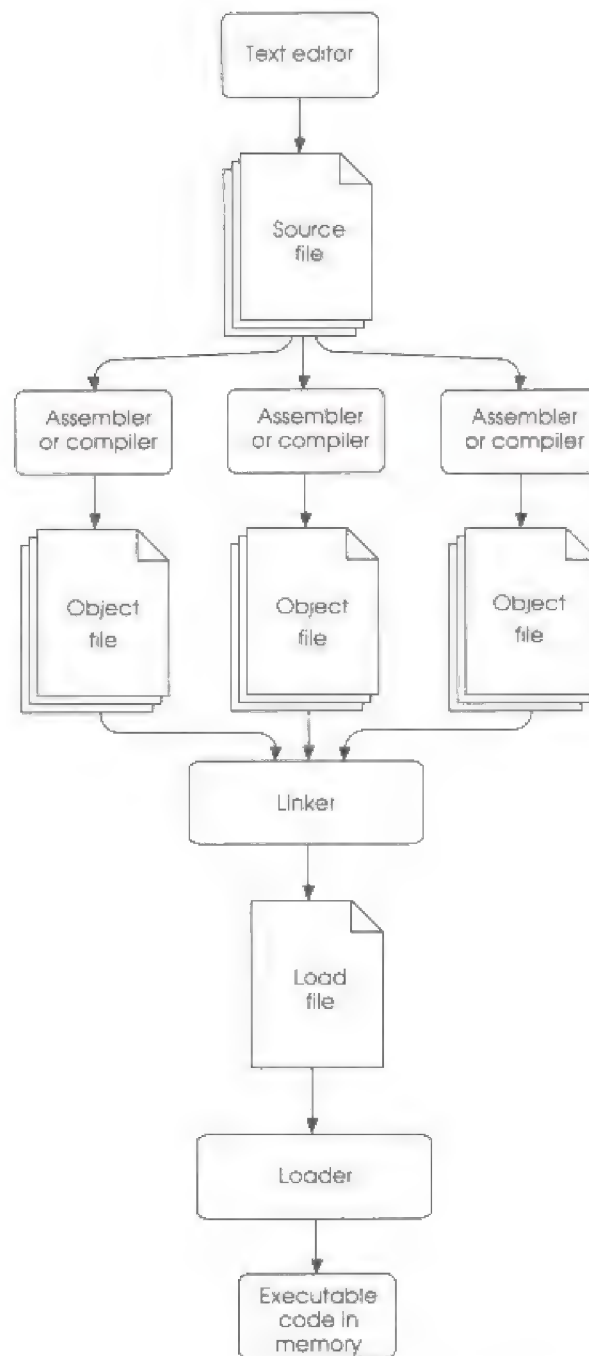 Text editor
Source
file
Assembler
or compiler
Assembler
or compiler
Assembler
or compiler
Object
file
Object
file
Object
file
Linker
Load
file
Loader
Executable
code in
memory